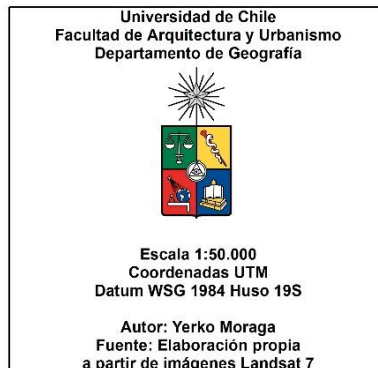 Universidad de Chile
Facultad de Arquitectura y Urbanismo
Departamento de Geografía
Escala 1:50.000
Coordenadas UTM
Datum WSG 1984 Huso 19S
Autor: Yerko Moraga
Fuente: Elaboración propia
a partir de imágenes Landsat 7